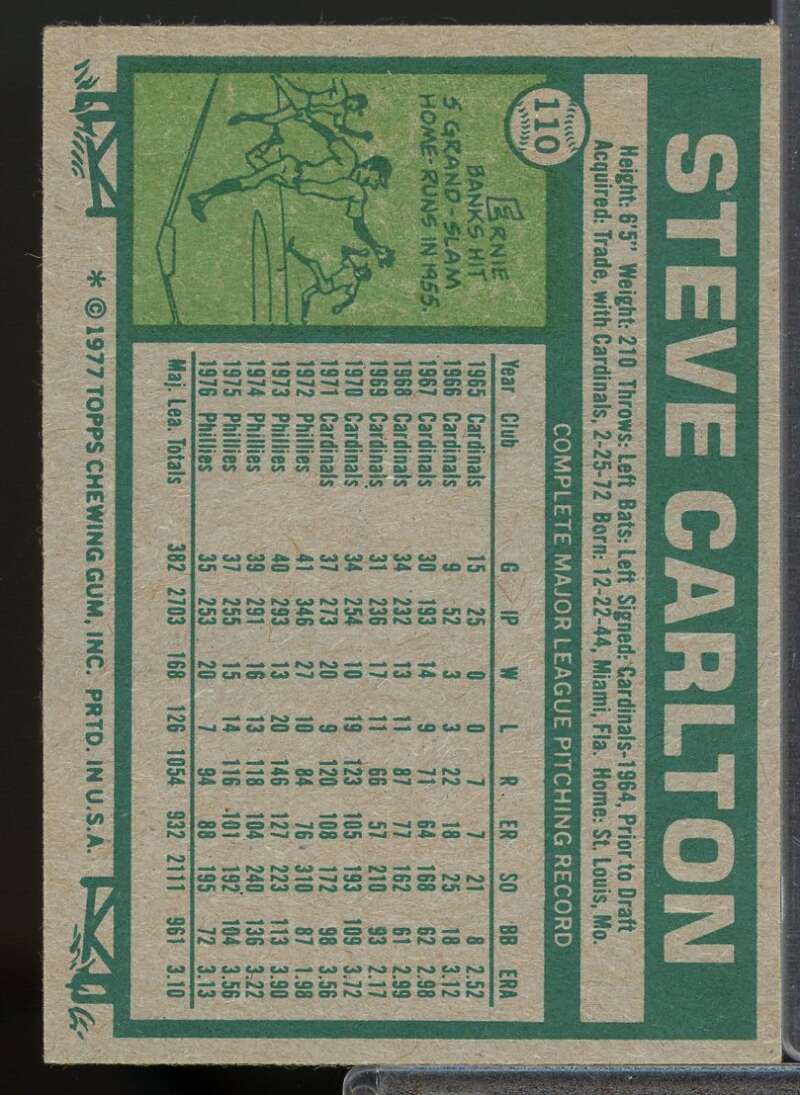 STEVE CARLTON
Height: 6'5" Weight: 210 Throws: Left Bats: Left Signed: Cardinals-1964, Prior to Draft
Acquired: Trade, with Cardinals, 2-25-72 Born: 12-22-44, Miami, Fla. Home: St. Louis, Mo.
110
COMPLETE MAJOR LEAGUE PITCHING RECORD
ERNIE
BANKS HIT
5 GRAND-SLAM
HOME-RUNS IN 1955.
Year Club G IP W L R ER SO BB ERA
1965 Cardinals 15 25 0 0 7 7 21 8 2.52
1966 Cardinals 9 52 3 3 22 18 25 18 3.12
1967 Cardinals 30 193 14 9 71 64 168 62 2.98
1968 Cardinals 34 232 13 11 87 77 162 61 2.99
1969 Cardinals 31 236 17 11 66 57 210 93 2.17
1970 Cardinals 34 254 10 19 123 105 193 109 3.72
1971 Cardinals 37 273 20 9 120 108 172 98 3.56
1972 Phillies 41 346 27 10 84 76 310 87 1.98
1973 Phillies 40 293 13 20 146 127 223 113 3.90
1974 Phillies 39 291 16 13 118 104 240 136 3.22
1975 Phillies 37 255 15 14 116 101 192 104 3.56
1976 Phillies 35 253 20 7 94 88 195 72 3.13
Maj. Lea. Totals 382 2703 168 126 1054 932 2111 961 3.10
* © 1977 TOPPS CHEWING GUM, INC. PRTD. IN U.S.A.